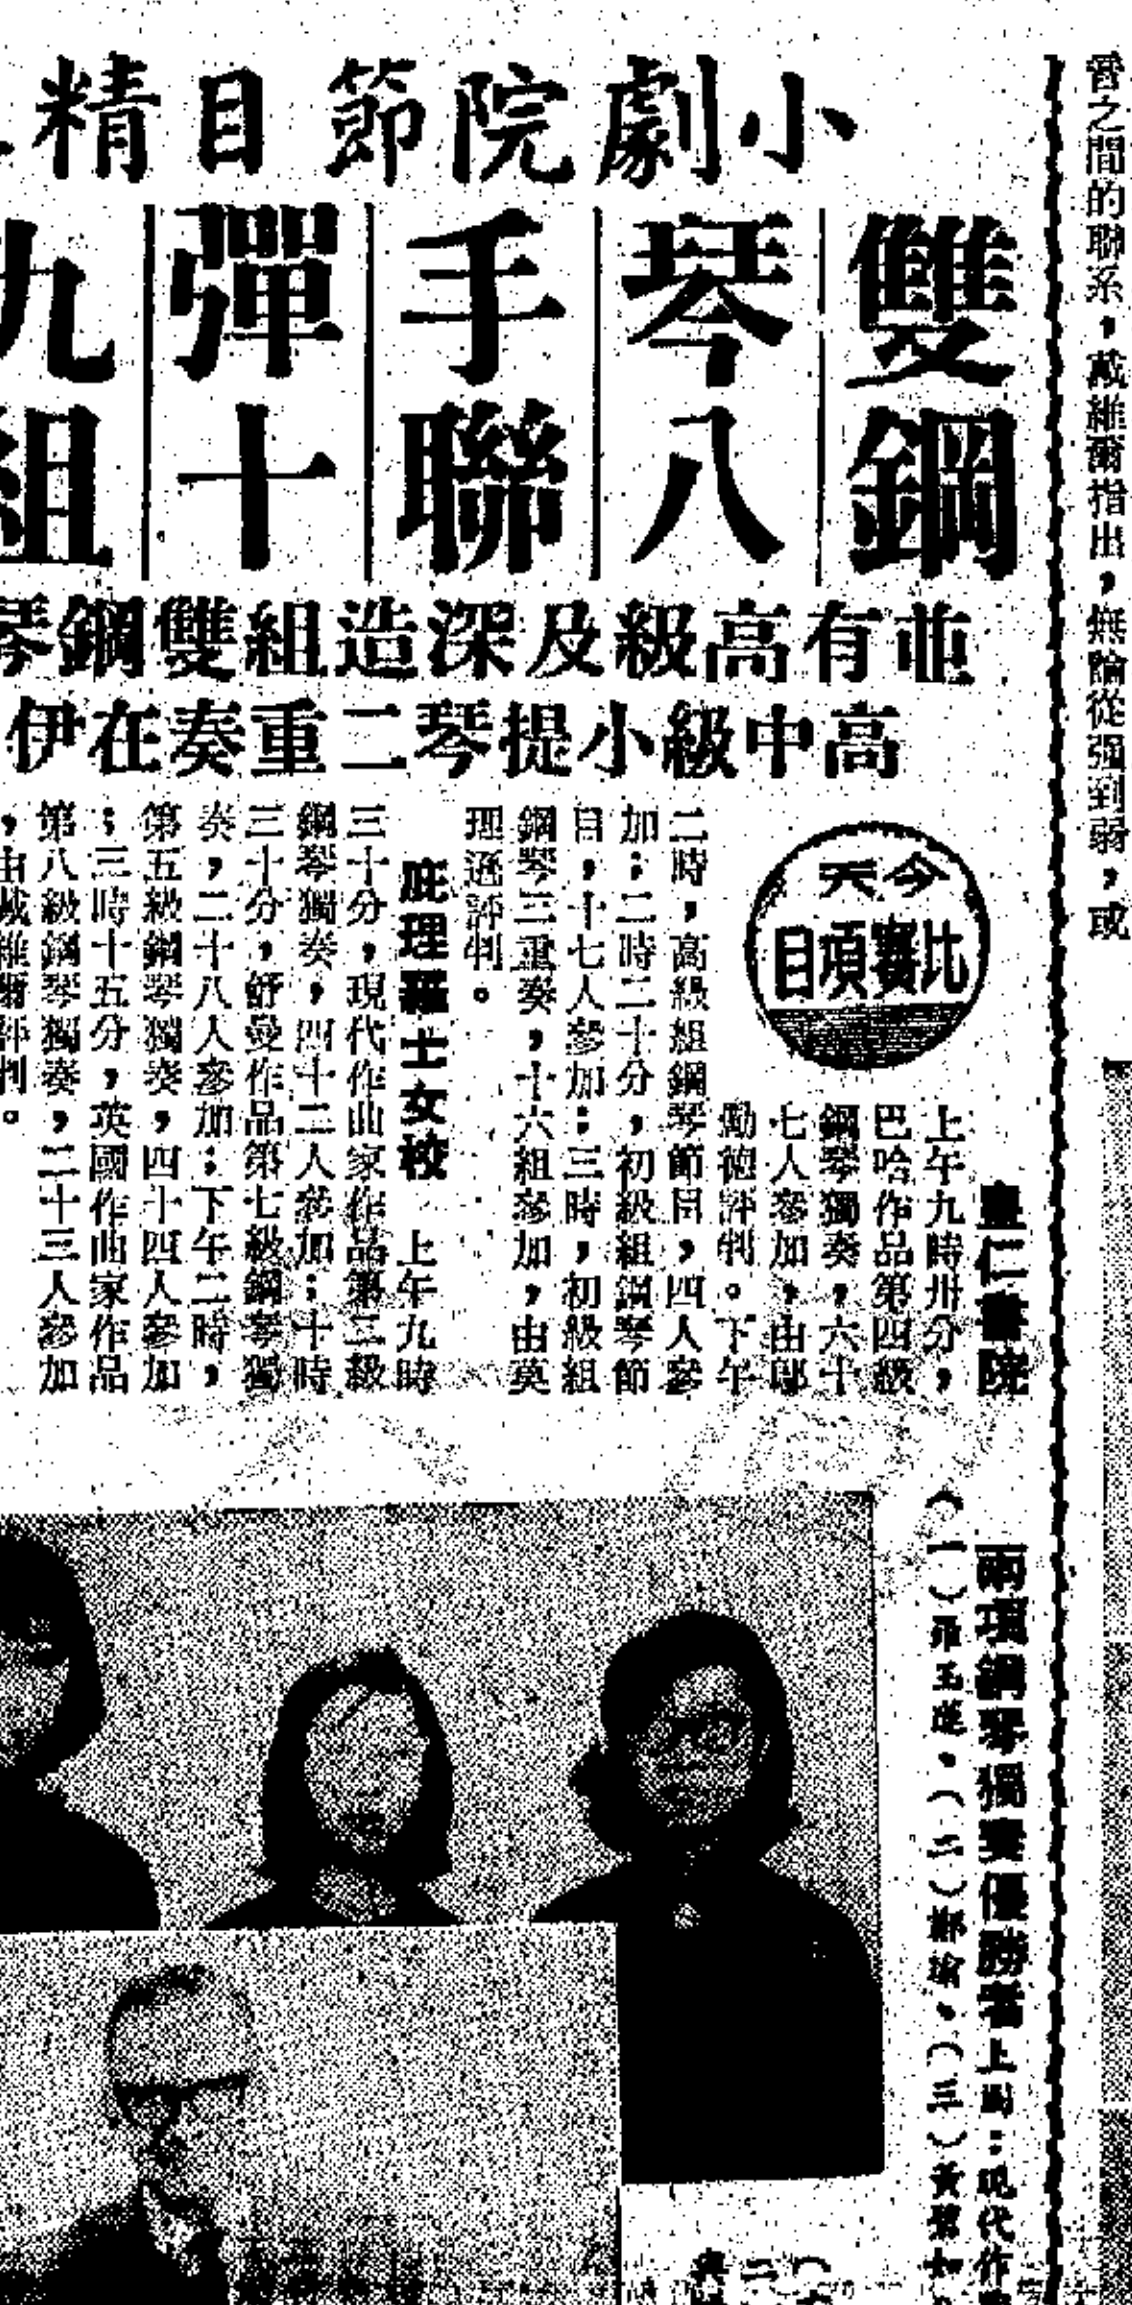 小劇院節目精
雙鋼
琴八
手聯
彈十
九組
並有高級及深造組雙鋼琴
高中級小提琴二重奏在伊
今天
比賽項目
皇仁書院
上午九時卅分,
巴哈作品第四級
鋼琴獨奏,六十
七人參加,由鄔
勵德評判。下午
二時,高級組鋼琴節目,四人參
加;二時二十分,初級組鋼琴節
目,十七人參加;三時,初級組
鋼琴三重奏,十六組參加,由莫
理遜評判。
庇理羅士女校 上午九時
三十分,現代作曲家作品第三級
鋼琴獨奏,四十二人參加;十時
三十分,舒曼作品第七級鋼琴獨
奏,二十八人參加;下午二時,
第五級鋼琴獨奏,四十四人參加
;三時十五分,英國作曲家作品
第八級鋼琴獨奏,二十三人參加
,由戴維爾評判。
兩項鋼琴獨奏優勝者上圖:現代作
(一)羅玉蓮。(二)鄭瑜。(三)黃
營之間的聯系,戴維爾指出,無論從強到弱,或